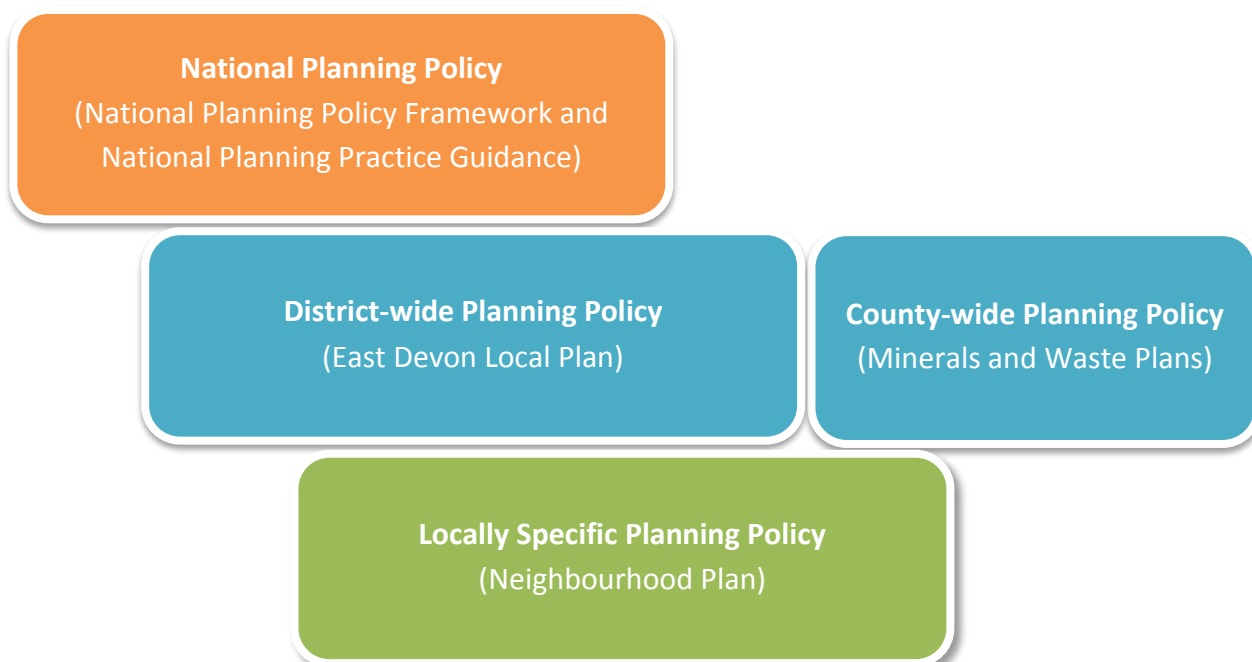 National Planning Policy
(National Planning Policy Framework and
National Planning Practice Guidance)
District-wide Planning Policy
(East Devon Local Plan)
County-wide Planning Policy
(Minerals and Waste Plans)
Locally Specific Planning Policy
(Neighbourhood Plan)